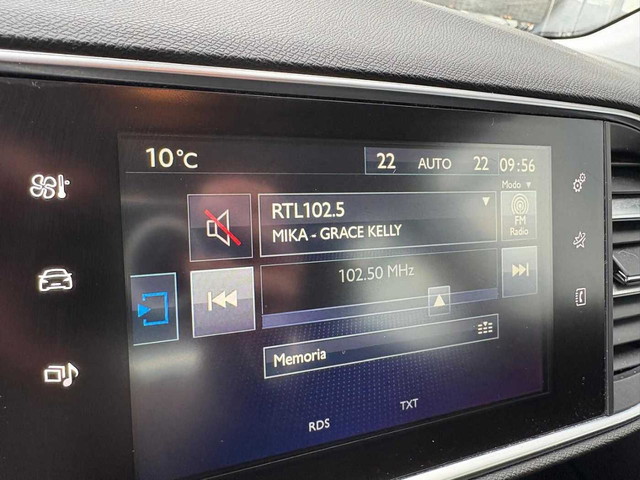 10°C
22 AUTO 22 09:56
Modo
RTL102.5
MIKA - GRACE KELLY
FM
Radio
102.50 MHz
Memoria
RDS
TXT